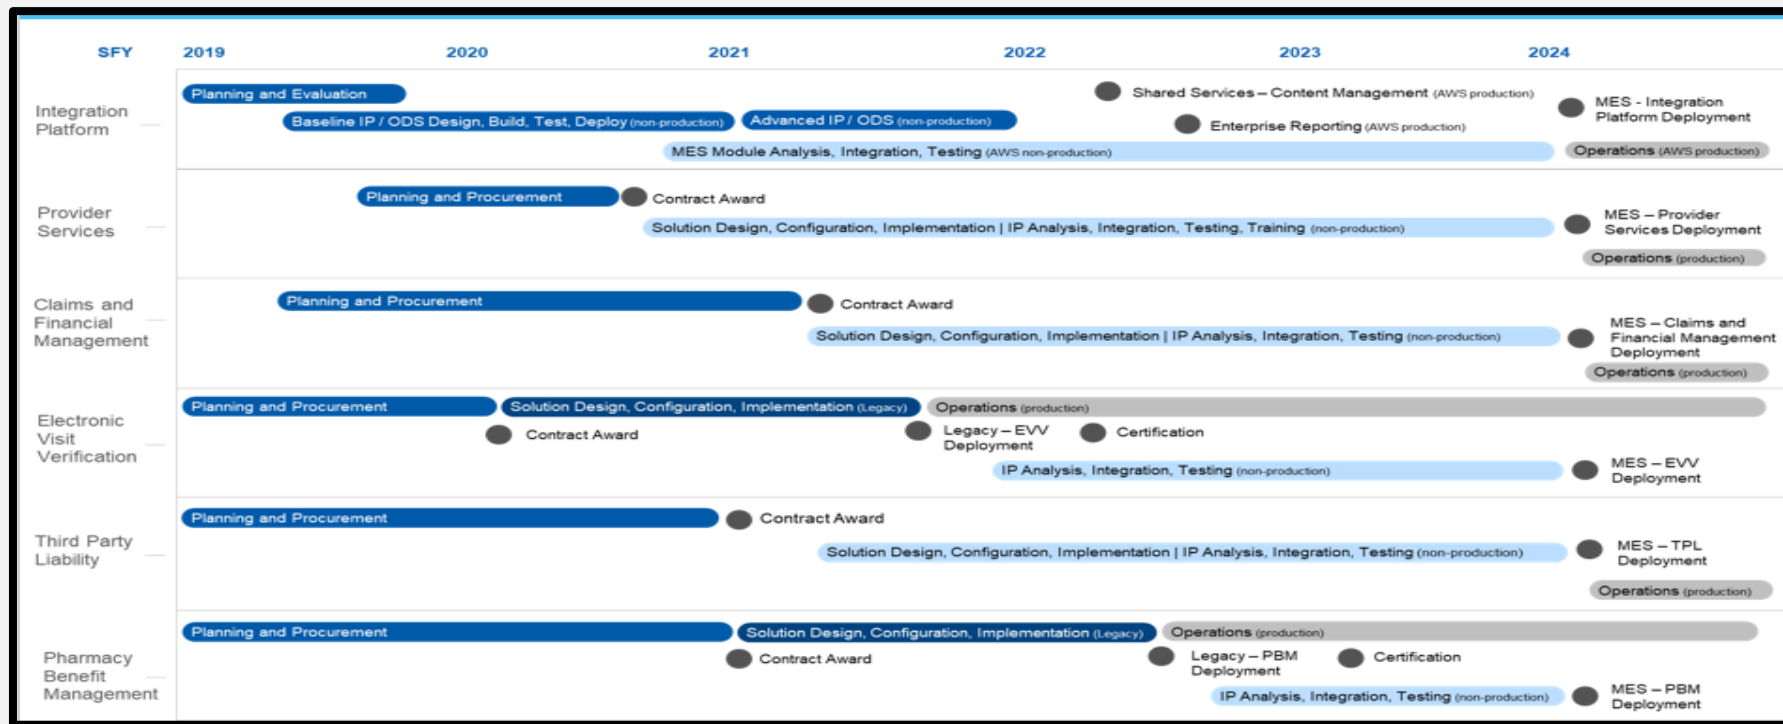 SFY 2019 2020 2021 2022 2023 2024
Integration
Platform
Planning and Evaluation
Baseline IP / ODS Design, Build, Test, Deploy (non-production)
Advanced IP / ODS (non-production)
Shared Services – Content Management (AWS production)
Enterprise Reporting (AWS production)
MES - Integration
Platform Deployment
MES Module Analysis, Integration, Testing (AWS non-production)
Operations (AWS production)
Provider
Services
Planning and Procurement
Contract Award
Solution Design, Configuration, Implementation | IP Analysis, Integration, Testing, Training (non-production)
MES – Provider
Services Deployment
Operations (production)
Claims and
Financial
Management
Planning and Procurement
Contract Award
Solution Design, Configuration, Implementation | IP Analysis, Integration, Testing (non-production)
MES – Claims and
Financial Management
Deployment
Operations (production)
Electronic
Visit
Verification
Planning and Procurement
Solution Design, Configuration, Implementation (Legacy)
Operations (production)
Contract Award
Legacy – EVV
Deployment
Certification
IP Analysis, Integration, Testing (non-production)
MES – EVV
Deployment
Third Party
Liability
Planning and Procurement
Contract Award
Solution Design, Configuration, Implementation | IP Analysis, Integration, Testing (non-production)
MES – TPL
Deployment
Operations (production)
Pharmacy
Benefit
Management
Planning and Procurement
Solution Design, Configuration, Implementation (Legacy)
Operations (production)
Contract Award
Legacy – PBM
Deployment
Certification
IP Analysis, Integration, Testing (non-production)
MES – PBM
Deployment